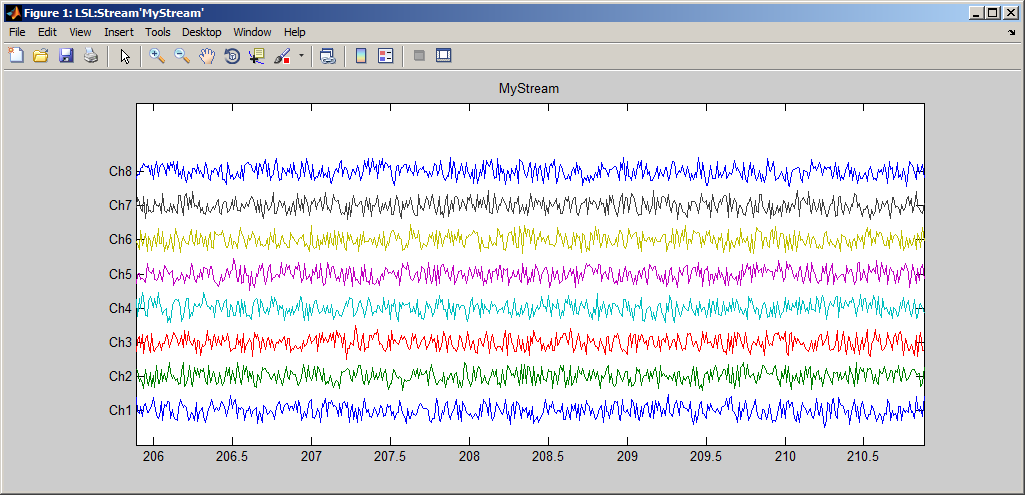 Figure 1: LSL:Stream'MyStream'
File Edit View Insert Tools Desktop Window Help
MyStream
Ch8
Ch7
Ch6
Ch5
Ch4
Ch3
Ch2
Ch1
206 206.5 207 207.5 208 208.5 209 209.5 210 210.5